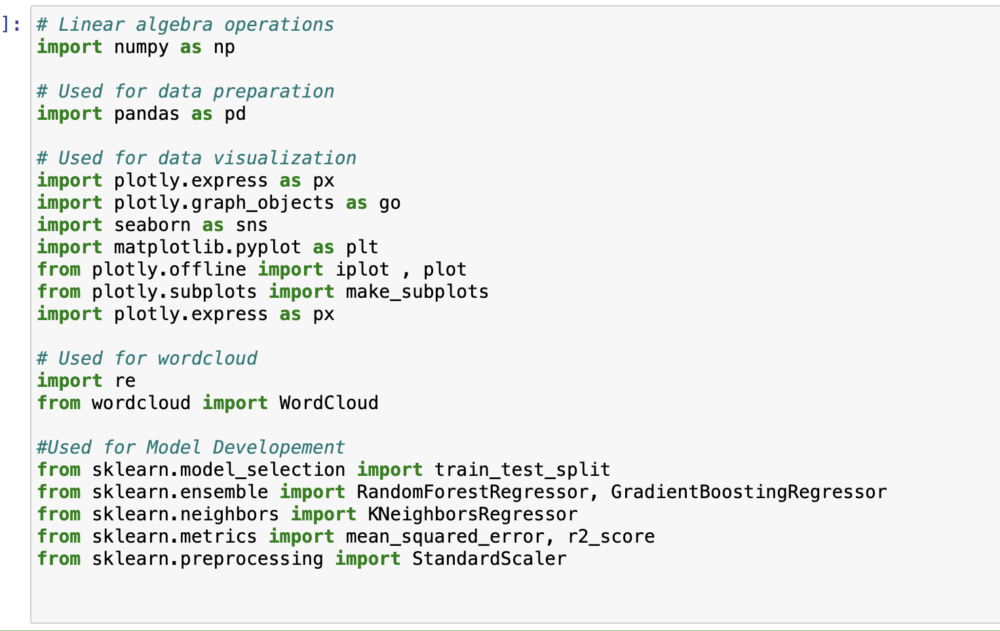 ]:
# Linear algebra operations
import numpy as np
# Used for data preparation
import pandas as pd
# Used for data visualization
import plotly.express as px
import plotly.graph_objects as go
import seaborn as sns
import matplotlib.pyplot as plt
from plotly.offline import iplot , plot
from plotly.subplots import make_subplots
import plotly.express as px
# Used for wordcloud
import re
from wordcloud import WordCloud
#Used for Model Developement
from sklearn.model_selection import train_test_split
from sklearn.ensemble import RandomForestRegressor, GradientBoostingRegressor
from sklearn.neighbors import KNeighborsRegressor
from sklearn.metrics import mean_squared_error, r2_score
from sklearn.preprocessing import StandardScaler